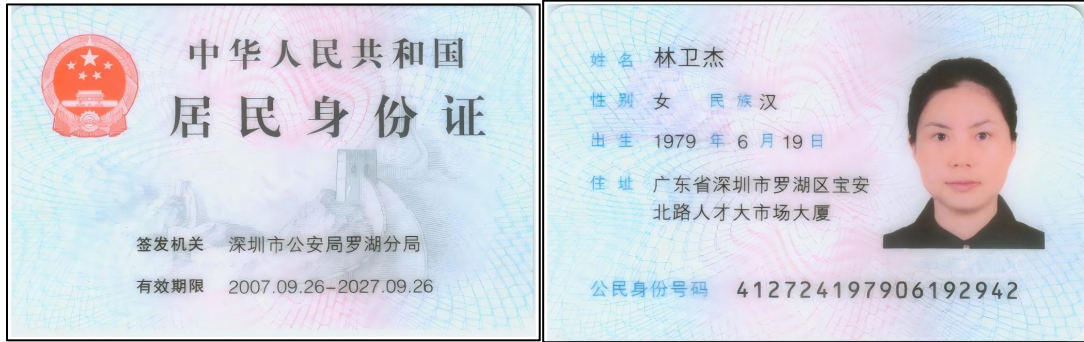 中华人民共和国
居民身份证
签发机关 深圳市公安局罗湖分局
有效期限 2007.09.26-2027.09.26
姓名 林卫杰
性别 女 民族 汉
出生 1979 年 6 月 19 日
住址 广东省深圳市罗湖区宝安
北路人才大市场大厦
公民身份号码 412724197906192942